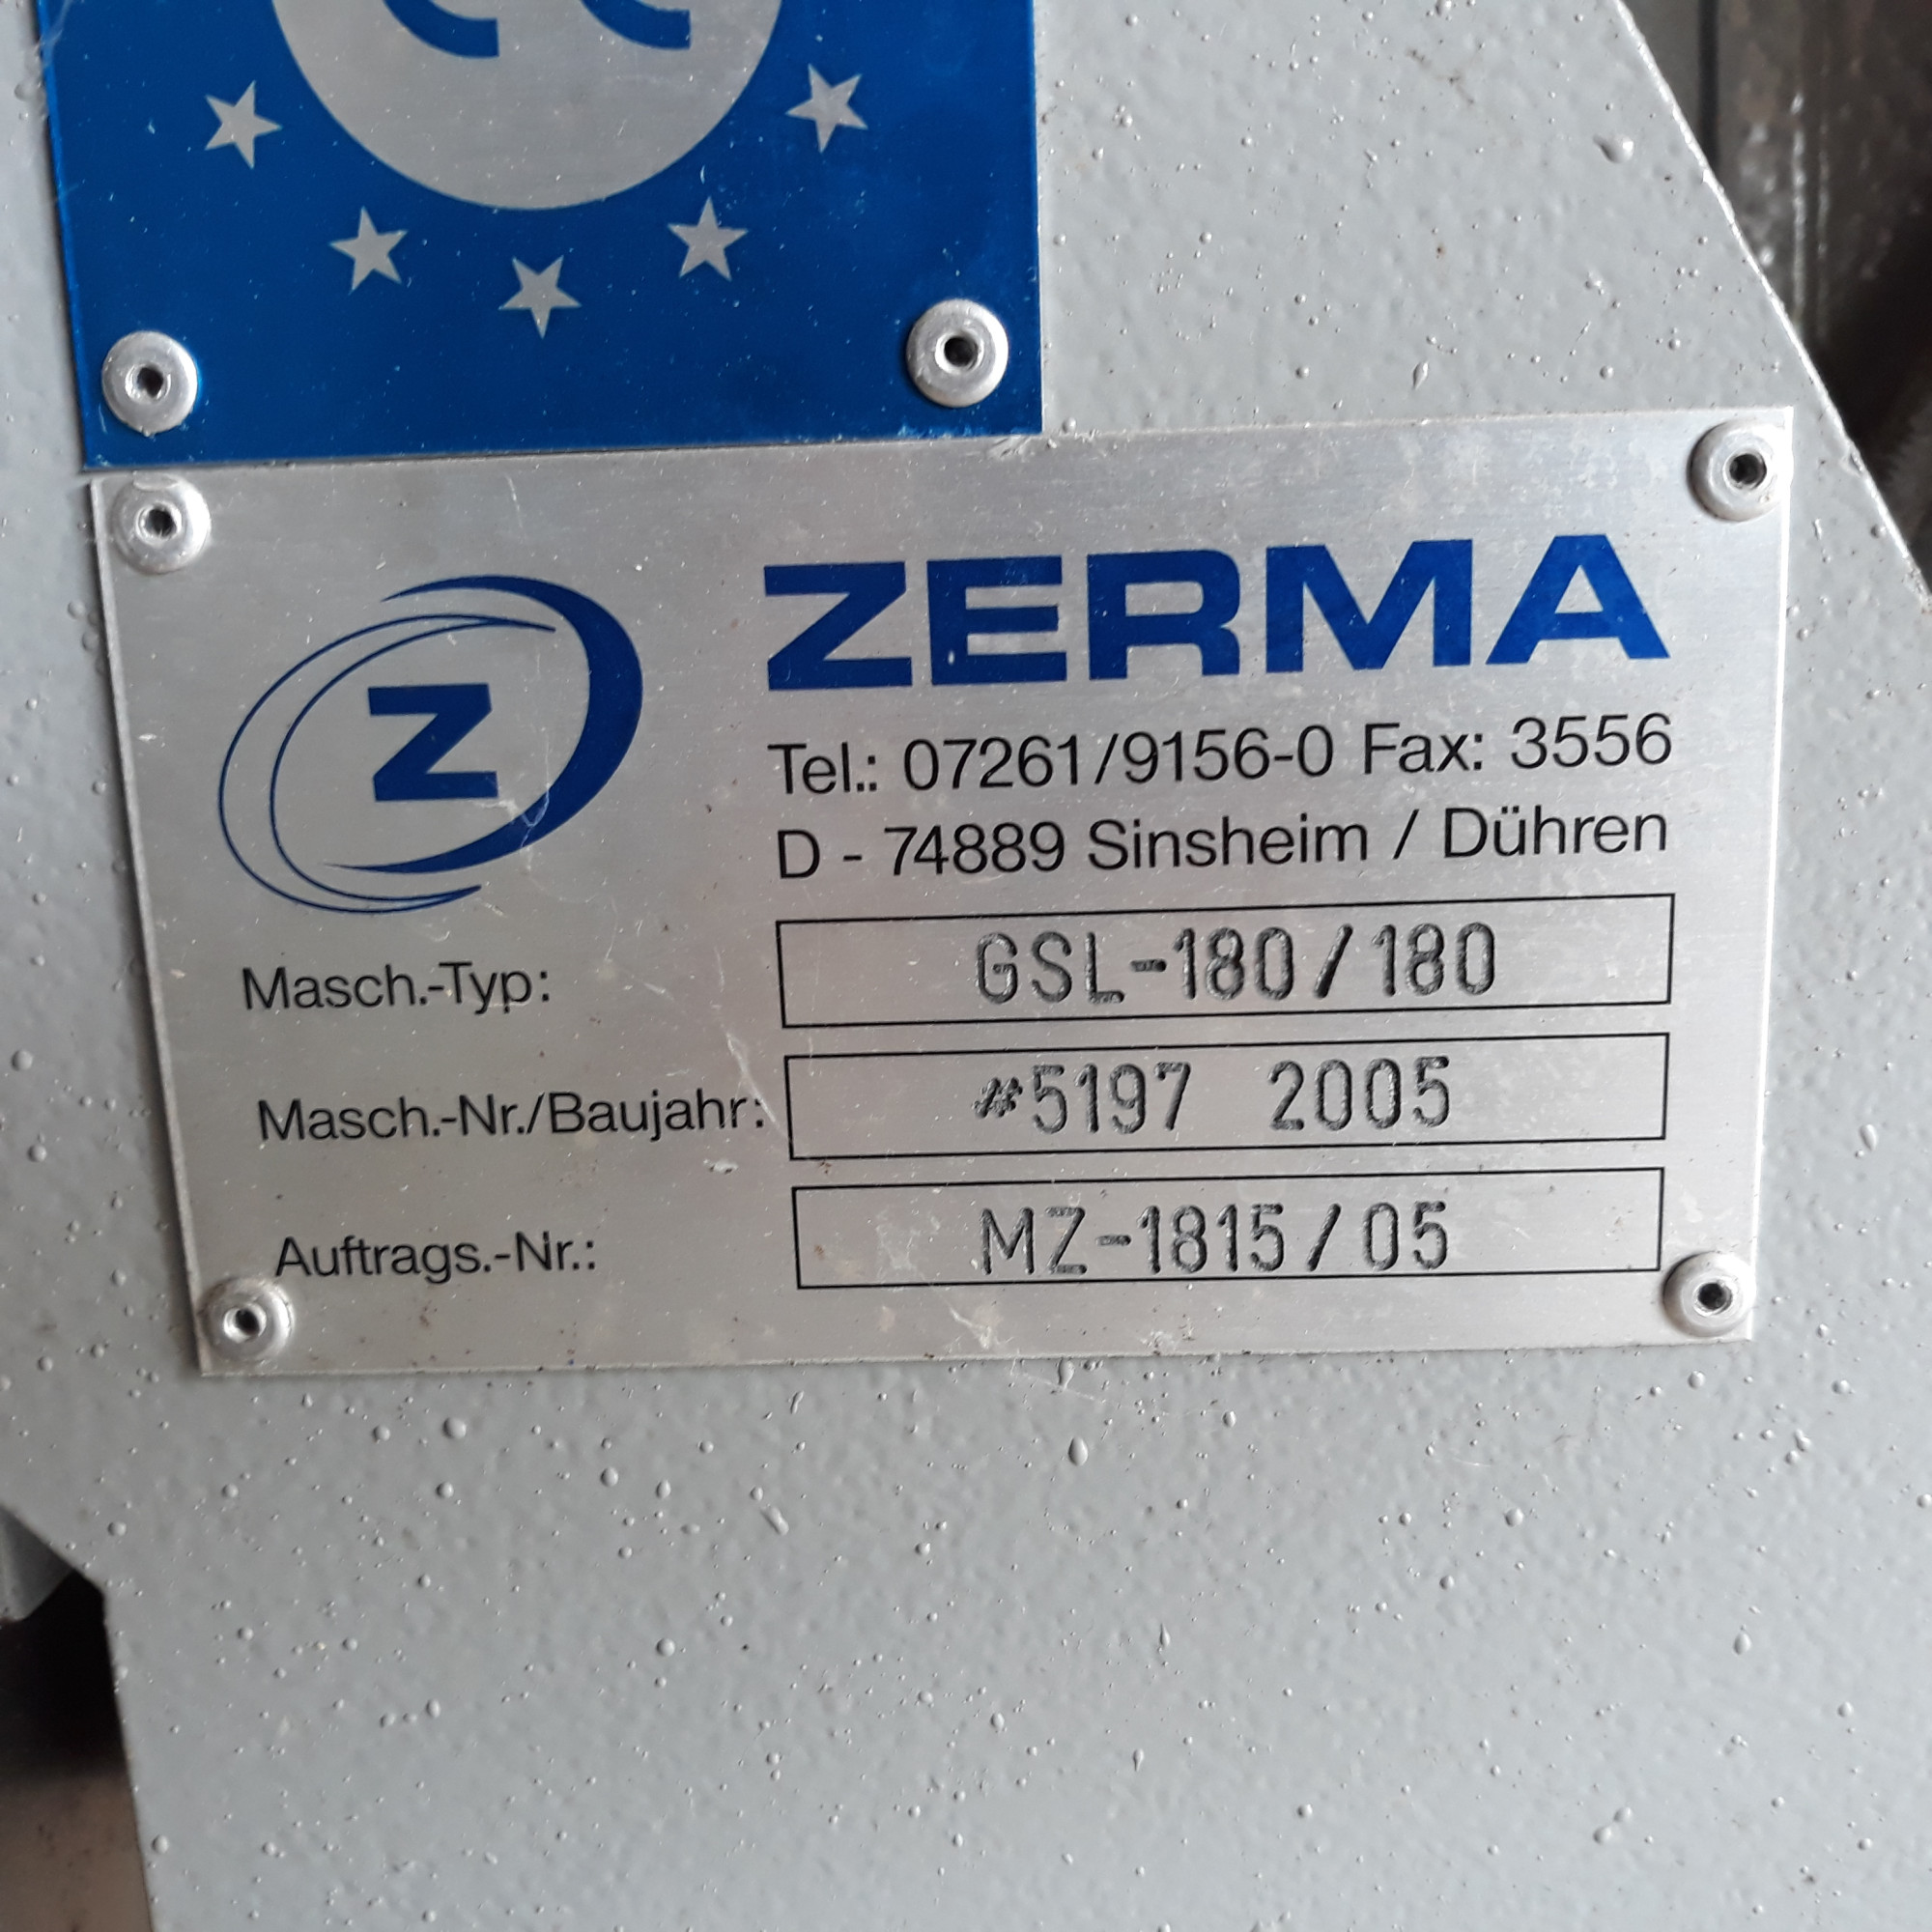 ZERMA
Z
Tel.: 07261/9156-0 Fax: 3556
D - 74889 Sinsheim / Dühren
Masch.-Typ: GSL-180/180
Masch.-Nr./Baujahr: #5197 2005
Auftrags.-Nr.: MZ-1815/05